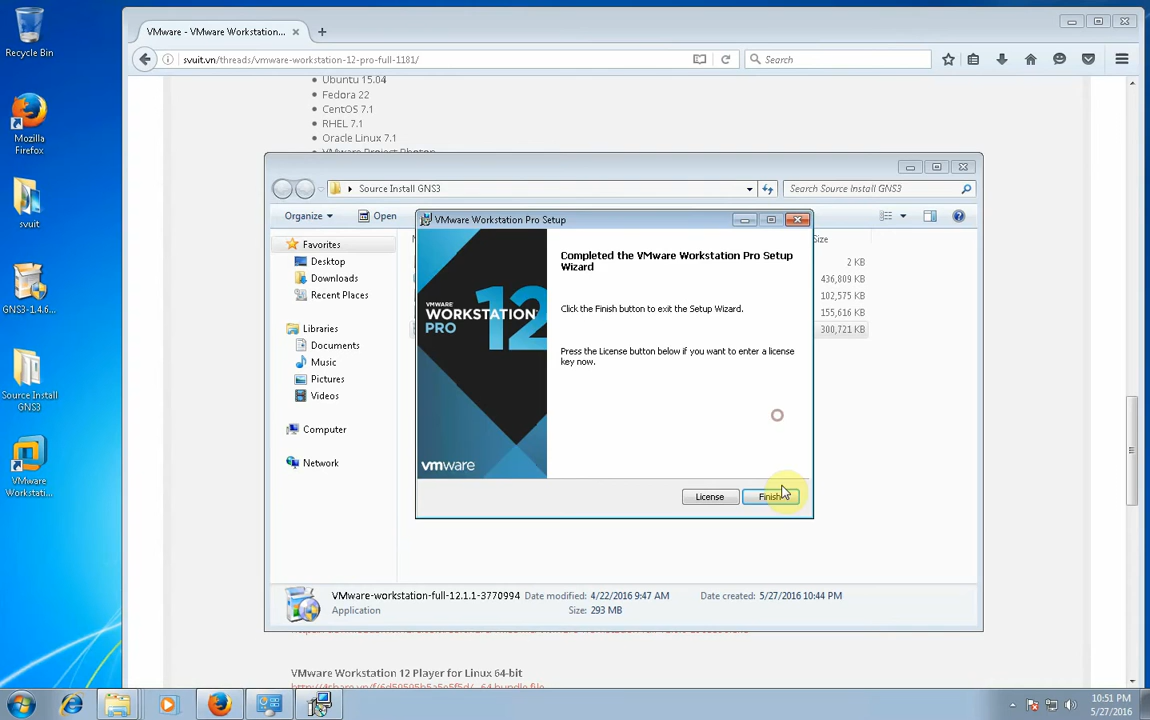 Recycle Bin
Mozilla
Firefox
svuit
GNS3-1.4.6...
Source Install
GNS3
VMware
Workstati...
VMware - VMware Workstation...
svuit.vn/threads/vmware-workstation-12-pro-full-1181/
Search
Ubuntu 15.04
Fedora 22
CentOS 7.1
RHEL 7.1
Oracle Linux 7.1
VMware Project Photon
Source Install GNS3
Search Source Install GNS3
Organize
Open
Favorites
Desktop
Downloads
Recent Places
Libraries
Documents
Music
Pictures
Videos
Computer
Network
Size
2 KB
436,809 KB
102,575 KB
155,616 KB
300,721 KB
VMware Workstation Pro Setup
VMWARE
WORKSTATION
PRO
12
vmware
Completed the VMware Workstation Pro Setup
Wizard
Click the Finish button to exit the Setup Wizard.
Press the License button below if you want to enter a license
key now.
License
Finish
VMware-workstation-full-12.1.1-3770994
Date modified: 4/22/2016 9:47 AM
Date created: 5/27/2016 10:44 PM
Application
Size: 293 MB
VMware Workstation 12 Player for Linux 64-bit
10:51 PM
5/27/2016